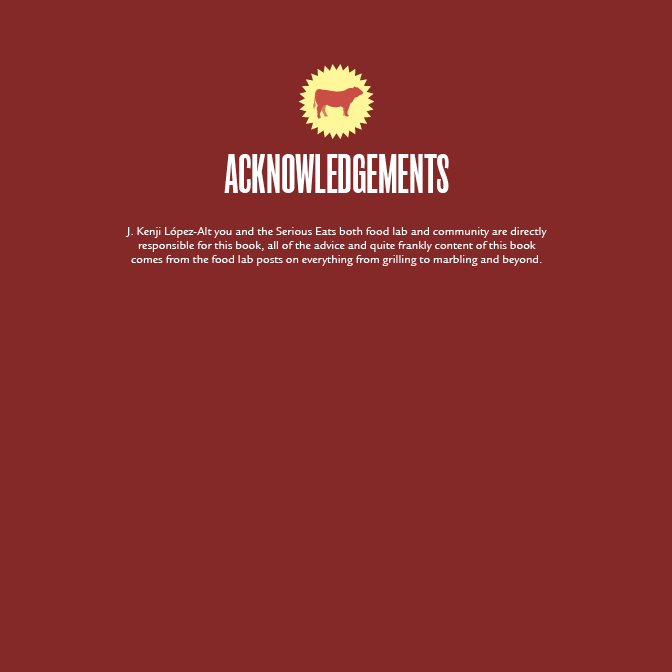 ACKNOWLEDGEMENTS
J. Kenji López-Alt you and the Serious Eats both food lab and community are directly
responsible for this book, all of the advice and quite frankly content of this book
comes from the food lab posts on everything from grilling to marbling and beyond.